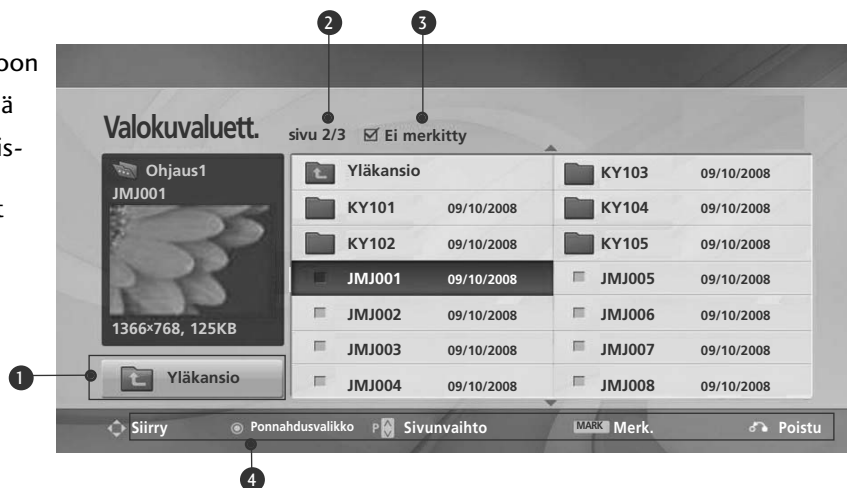 2 3
Valokuvaluett. sivu 2/3 Ei merkitty
Ohjaus1
JMJ001
1366×768, 125KB
Yläkansio
Yläkansio
KY101 09/10/2008
KY102 09/10/2008
JMJ001 09/10/2008
JMJ002 09/10/2008
JMJ003 09/10/2008
JMJ004 09/10/2008
KY103 09/10/2008
KY104 09/10/2008
KY105 09/10/2008
JMJ005 09/10/2008
JMJ006 09/10/2008
JMJ007 09/10/2008
JMJ008 09/10/2008
1
Siirry Ponnahdusvalikko P Sivunvaihto MARK Merk. Poistu
4